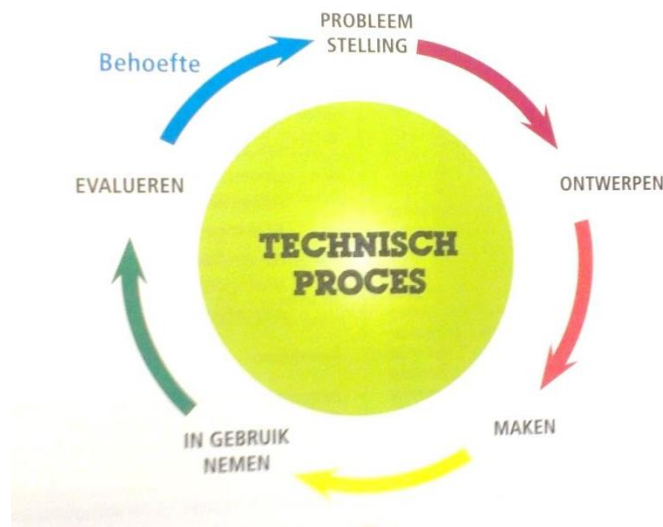 PROBLEEM
STELLING
Behoefte
EVALUEREN
ONTWERPEN
TECHNISCH
PROCES
MAKEN
IN GEBRUIK
NEMEN